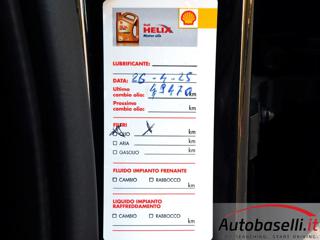 Shell
HELIX
Motor oils
LUBRIFICANTE:
DATA: 26-4-25
Ultimo
cambio olio: 49470 km
Prossimo
cambio olio: km
FILTRI
OLIO X km
ARIA km
GASOLIO km
FLUIDO IMPIANTO FRENANTE
CAMBIO RABBOCCO
km
LIQUIDO IMPIANTO
RAFFREDDAMENTO
CAMBIO RABBOCCO
km
Autobaselli.it